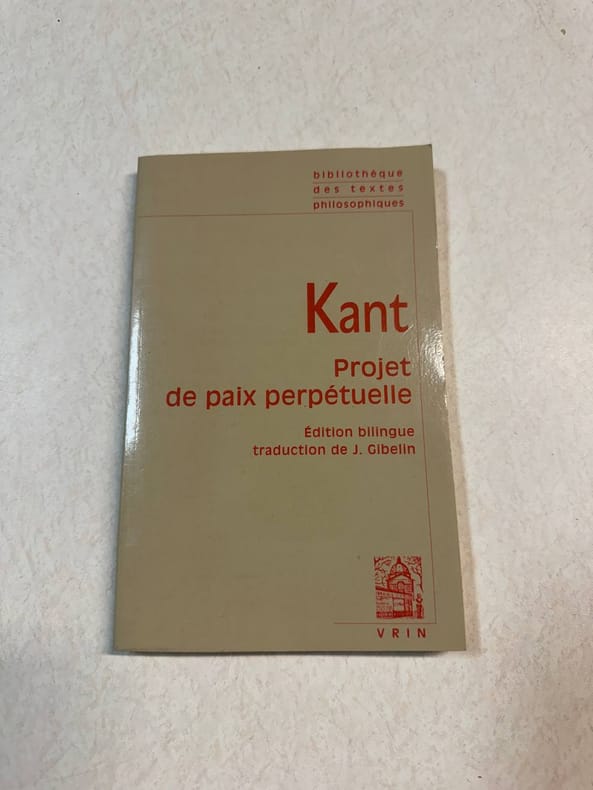 bibliothèque
des textes
philosophiques
Kant
Projet
de paix perpétuelle
Édition bilingue
traduction de J. Gibelin
VRIN